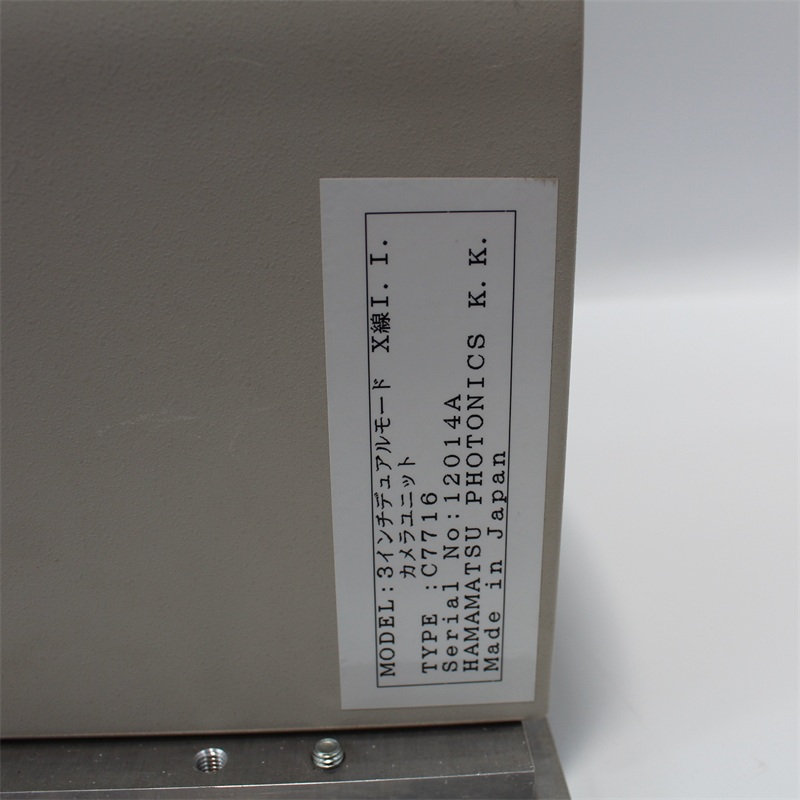 MODEL:3インチデュアルモード X線I.I.
カメラユニット
TYPE :C7716
Serial No:12014A
HAMAMATSU PHOTONICS K.K.
Made in Japan